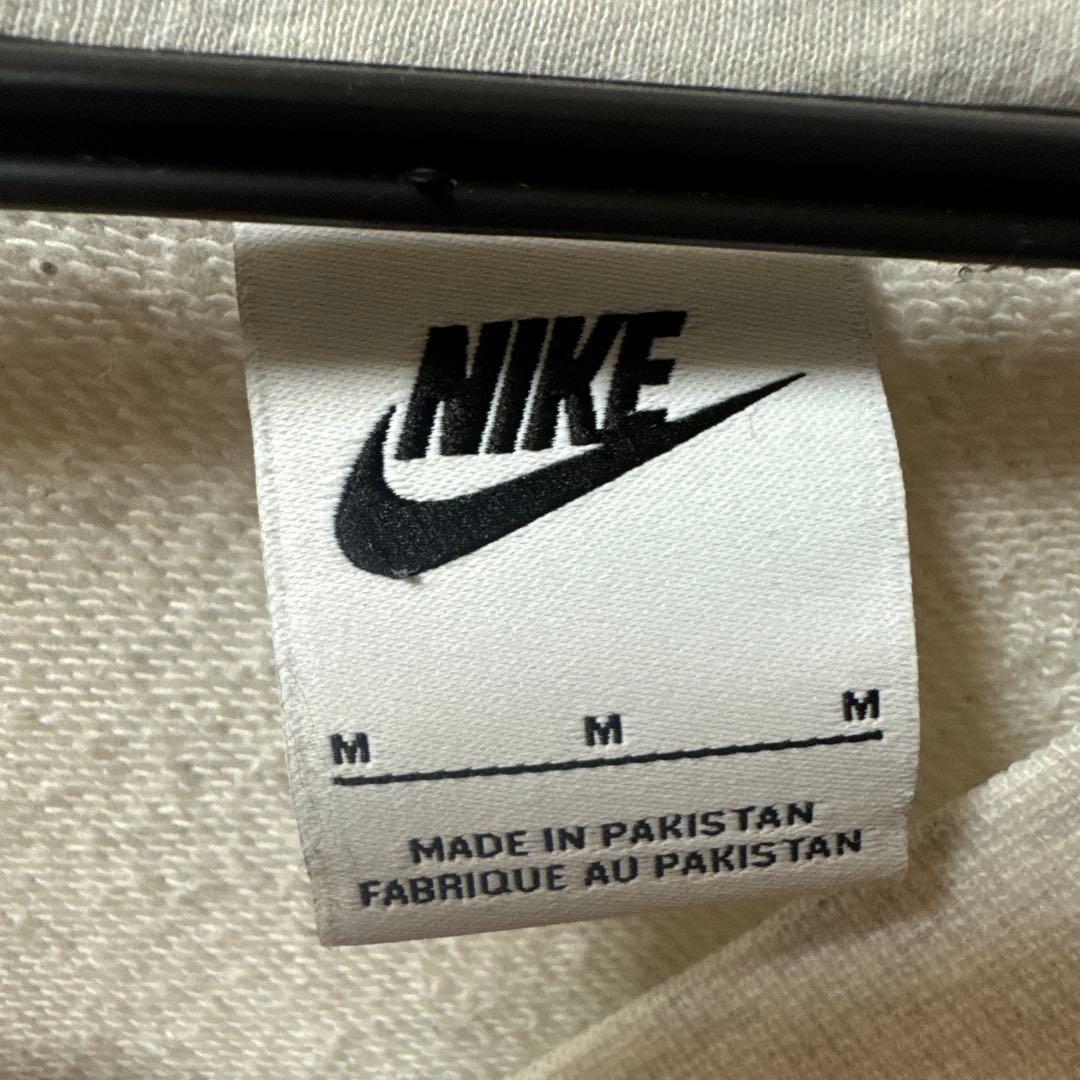 NIKE
M M M
MADE IN PAKISTAN
FABRIQUE AU PAKISTAN